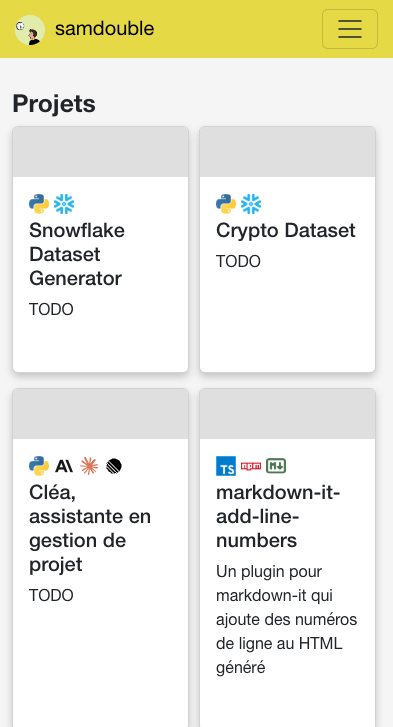 samdouble
Projets
Snowflake
Dataset
Generator
TODO
Crypto Dataset
TODO
Cléa,
assistante en
gestion de
projet
TODO
TS
npm
markdown-it-
add-line-
numbers
Un plugin pour
markdown-it qui
ajoute des numéros
de ligne au HTML
généré